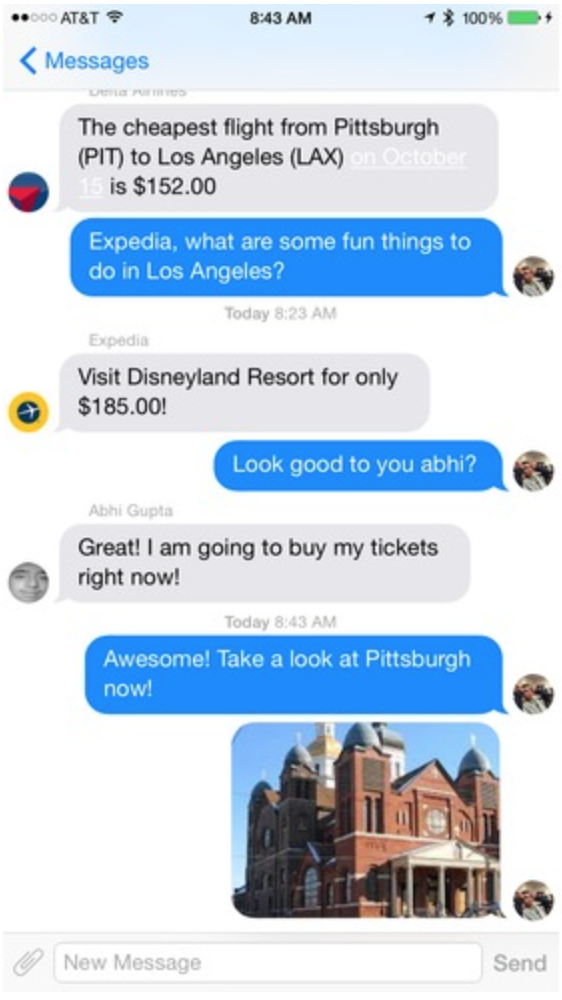 AT&T 8:43 AM 100%
Messages
Delta Airlines
The cheapest flight from Pittsburgh
(PIT) to Los Angeles (LAX) on October
15 is $152.00
Expedia, what are some fun things to
do in Los Angeles?
Today 8:23 AM
Expedia
Visit Disneyland Resort for only
$185.00!
Look good to you abhi?
Abhi Gupta
Great! I am going to buy my tickets
right now!
Today 8:43 AM
Awesome! Take a look at Pittsburgh
now!
New Message
Send